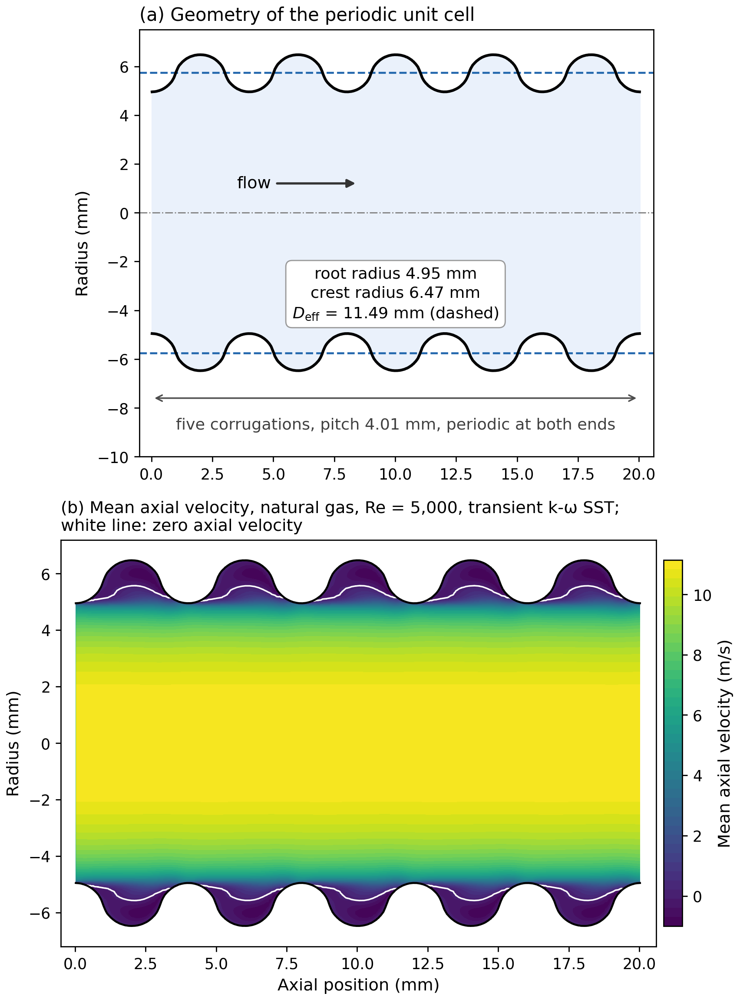 (a) Geometry of the periodic unit cell
6
4
2
0
−2
−4
−6
−8
−10
Radius (mm)
flow
root radius 4.95 mm
crest radius 6.47 mm
D_eff = 11.49 mm (dashed)
five corrugations, pitch 4.01 mm, periodic at both ends
0.0 2.5 5.0 7.5 10.0 12.5 15.0 17.5 20.0
(b) Mean axial velocity, natural gas, Re = 5,000, transient k-ω SST;
white line: zero axial velocity
6
4
2
0
−2
−4
−6
Radius (mm)
0.0 2.5 5.0 7.5 10.0 12.5 15.0 17.5 20.0
Axial position (mm)
10
8
6
4
2
0
Mean axial velocity (m/s)